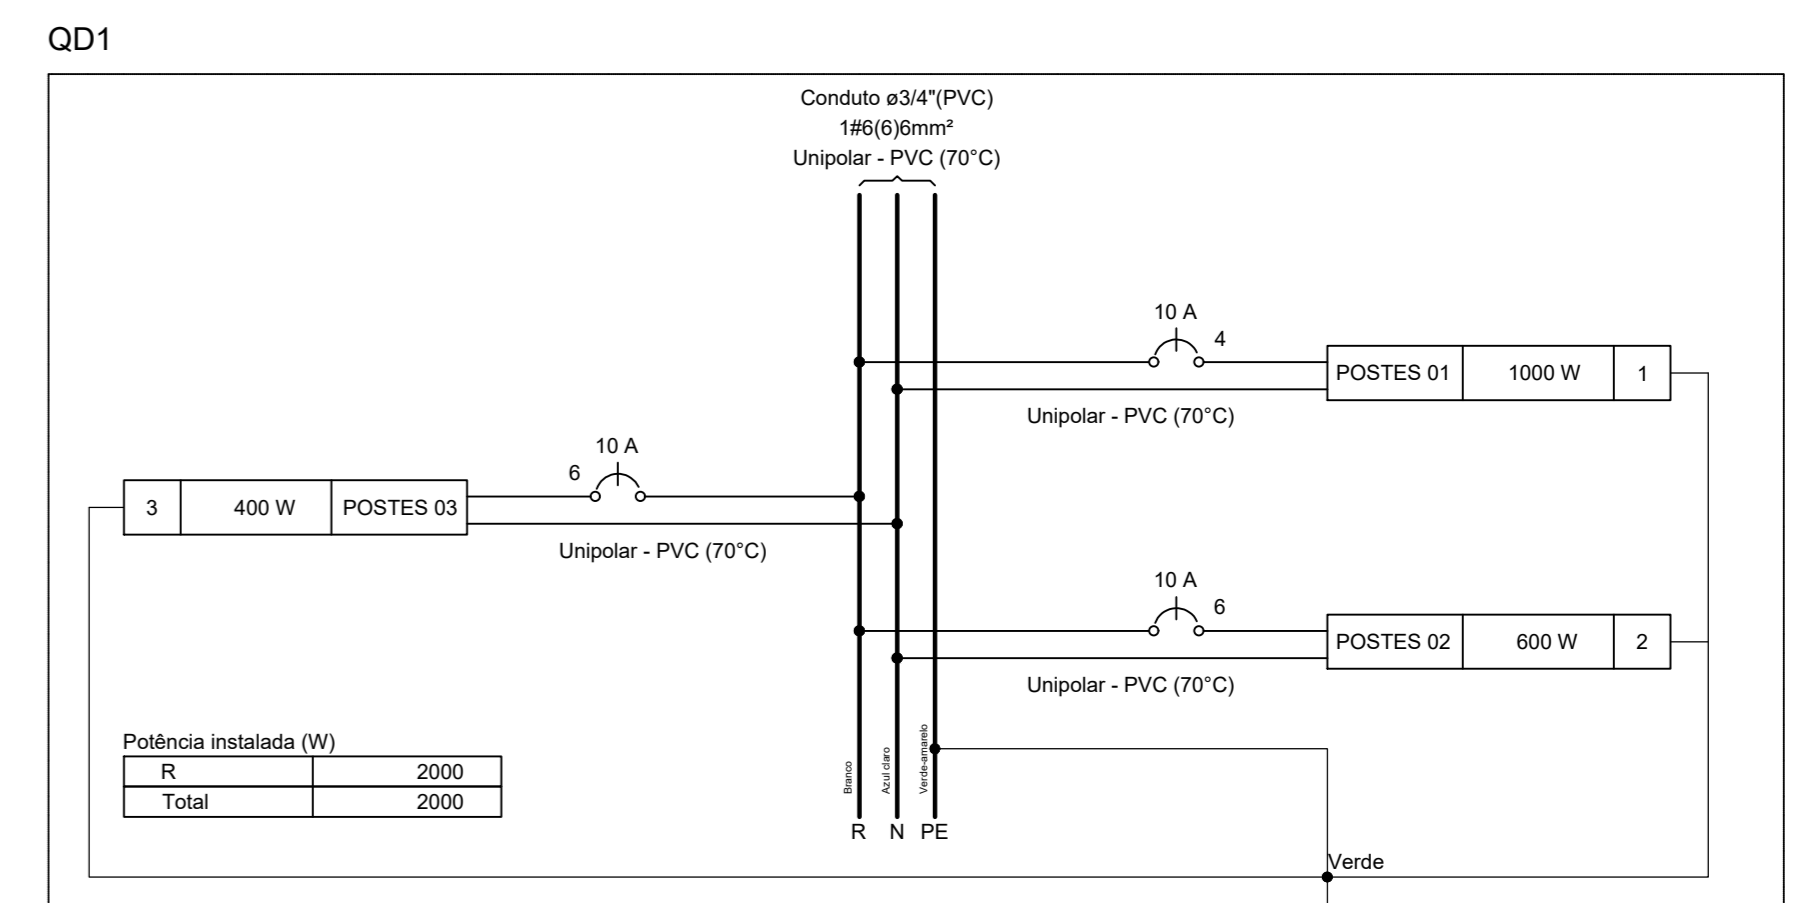 QD1
Conduto ø3/4"(PVC)
1#6(6)6mm²
Unipolar - PVC (70°C)
10 A
4
POSTES 01 1000 W 1
Unipolar - PVC (70°C)
10 A
6
3 400 W POSTES 03
Unipolar - PVC (70°C)
10 A
6
POSTES 02 600 W 2
Unipolar - PVC (70°C)
Potência instalada (W)
R 2000
Total 2000
Branco
Azul claro
Verde-amarelo
R N PE
Verde